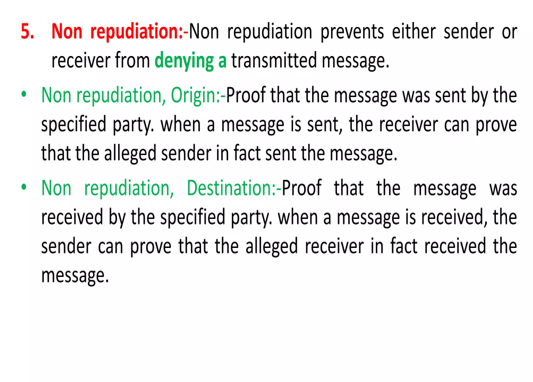 5. Non repudiation:-Non repudiation prevents either sender or
receiver from denying a transmitted message.
• Non repudiation, Origin:-Proof that the message was sent by the
specified party. when a message is sent, the receiver can prove
that the alleged sender in fact sent the message.
• Non repudiation, Destination:-Proof that the message was
received by the specified party. when a message is received, the
sender can prove that the alleged receiver in fact received the
message.